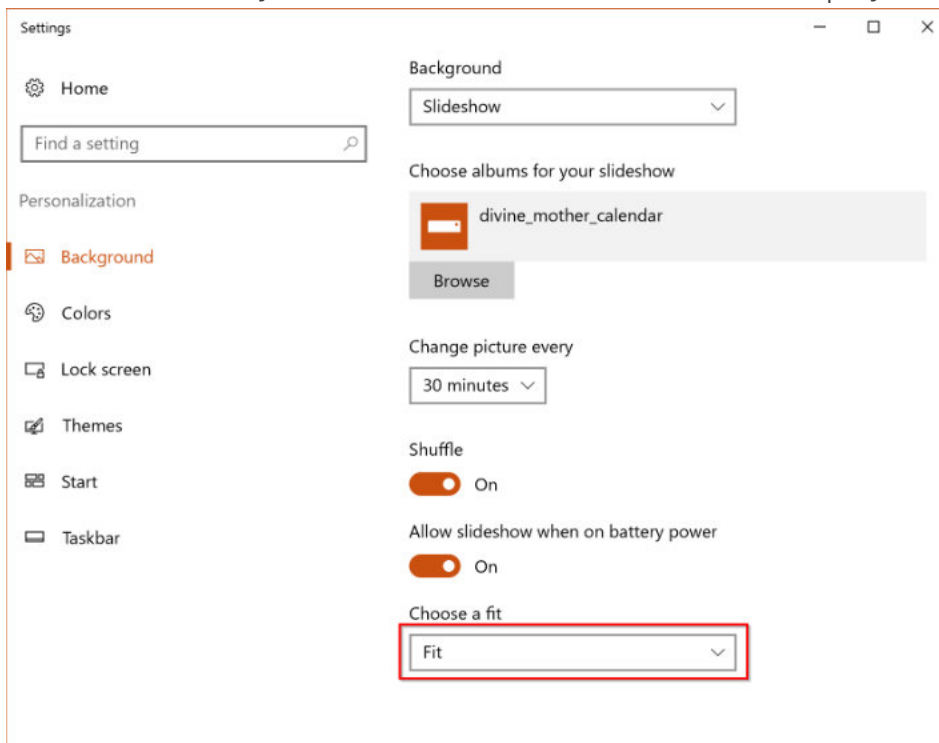 Settings
Home
Find a setting
Personalization
Background
Colors
Lock screen
Themes
Start
Taskbar
Background
Slideshow
Choose albums for your slideshow
divine_mother_calendar
Browse
Change picture every
30 minutes
Shuffle
On
Allow slideshow when on battery power
On
Choose a fit
Fit